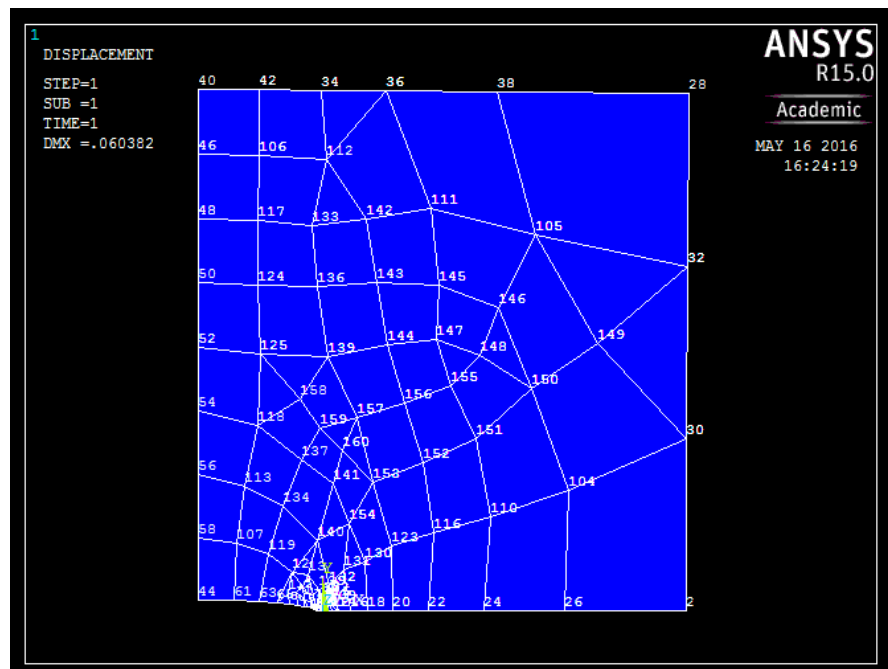 1
DISPLACEMENT
STEP=1
SUB =1
TIME=1
DMX =.060382
ANSYS
R15.0
Academic
MAY 16 2016
16:24:19
40 42 34 36 38 28
46 106 112
48 117 133 142 111 105
32
50 124 136 143 145 146
52 125 139 144 147 148 149
54 118 158 159 157 156 155 150
30
56 113 137 160 141 153 152 151
58 107 119 134 140 154 123 116 110 104
131 130
Y
Z
44 61 63 18 20 22 24 26 2